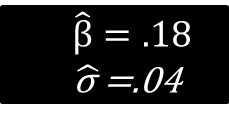 β̂ = .18
σ̂ =.04